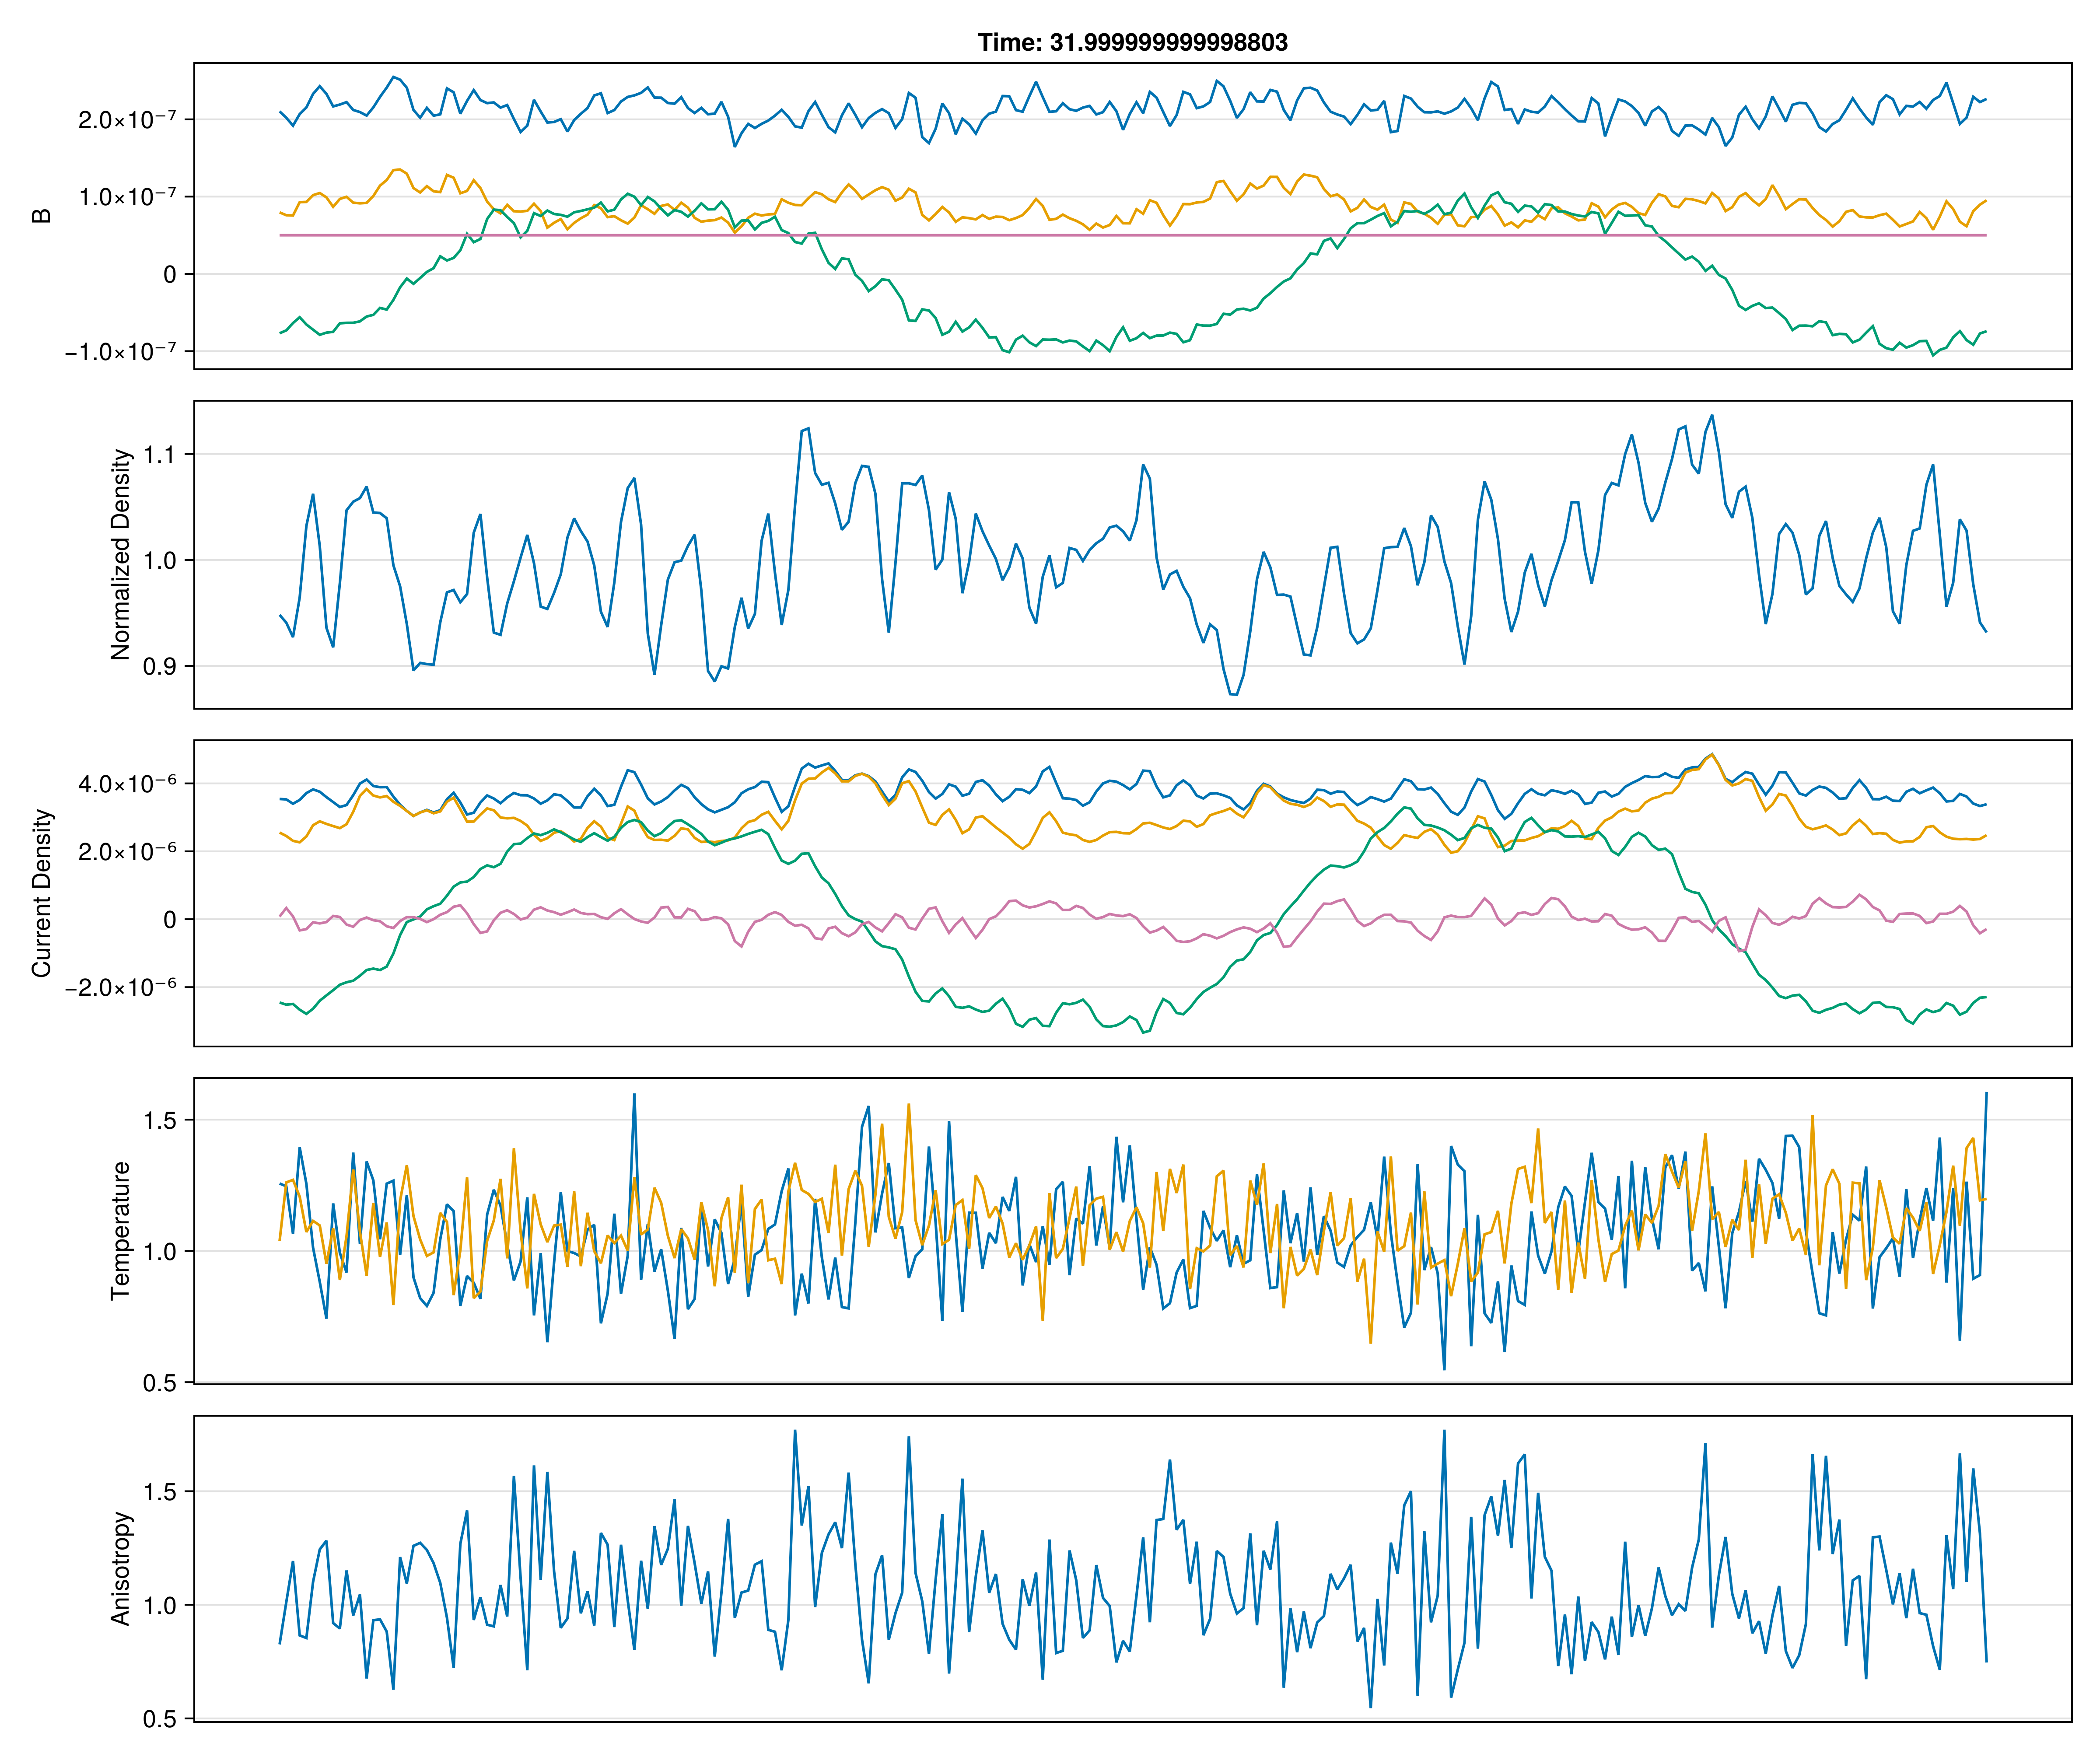 Time: 31.999999999998803
B
2.0×10⁻⁷
1.0×10⁻⁷
0
−1.0×10⁻⁷
Normalized Density
1.1
1.0
0.9
Current Density
4.0×10⁻⁶
2.0×10⁻⁶
0
−2.0×10⁻⁶
Temperature
1.5
1.0
0.5
Anisotropy
1.5
1.0
0.5